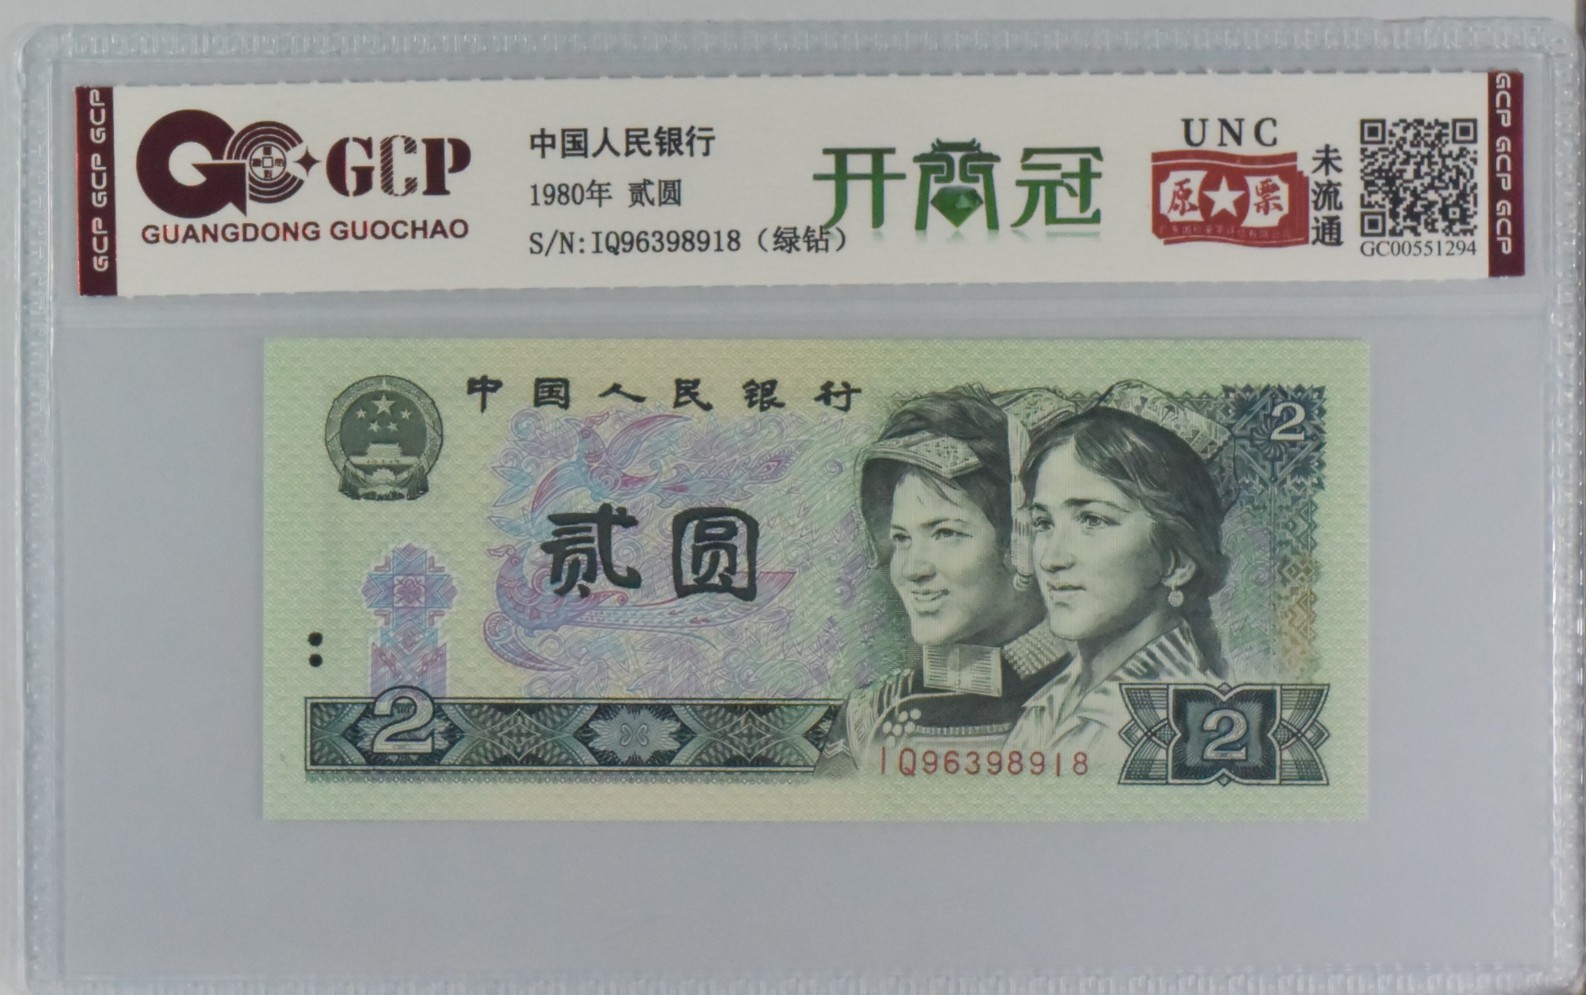 GCP GCP GCP
GCP
GUANGDONG GUOCHAO
中国人民银行
1980年 贰圆
S/N:IQ96398918（绿钻）
开门冠
UNC
原★票
未流通
GC00551294
GCP GCP GCP
中国人民银行
2
贰圆
2
2
IQ96398918